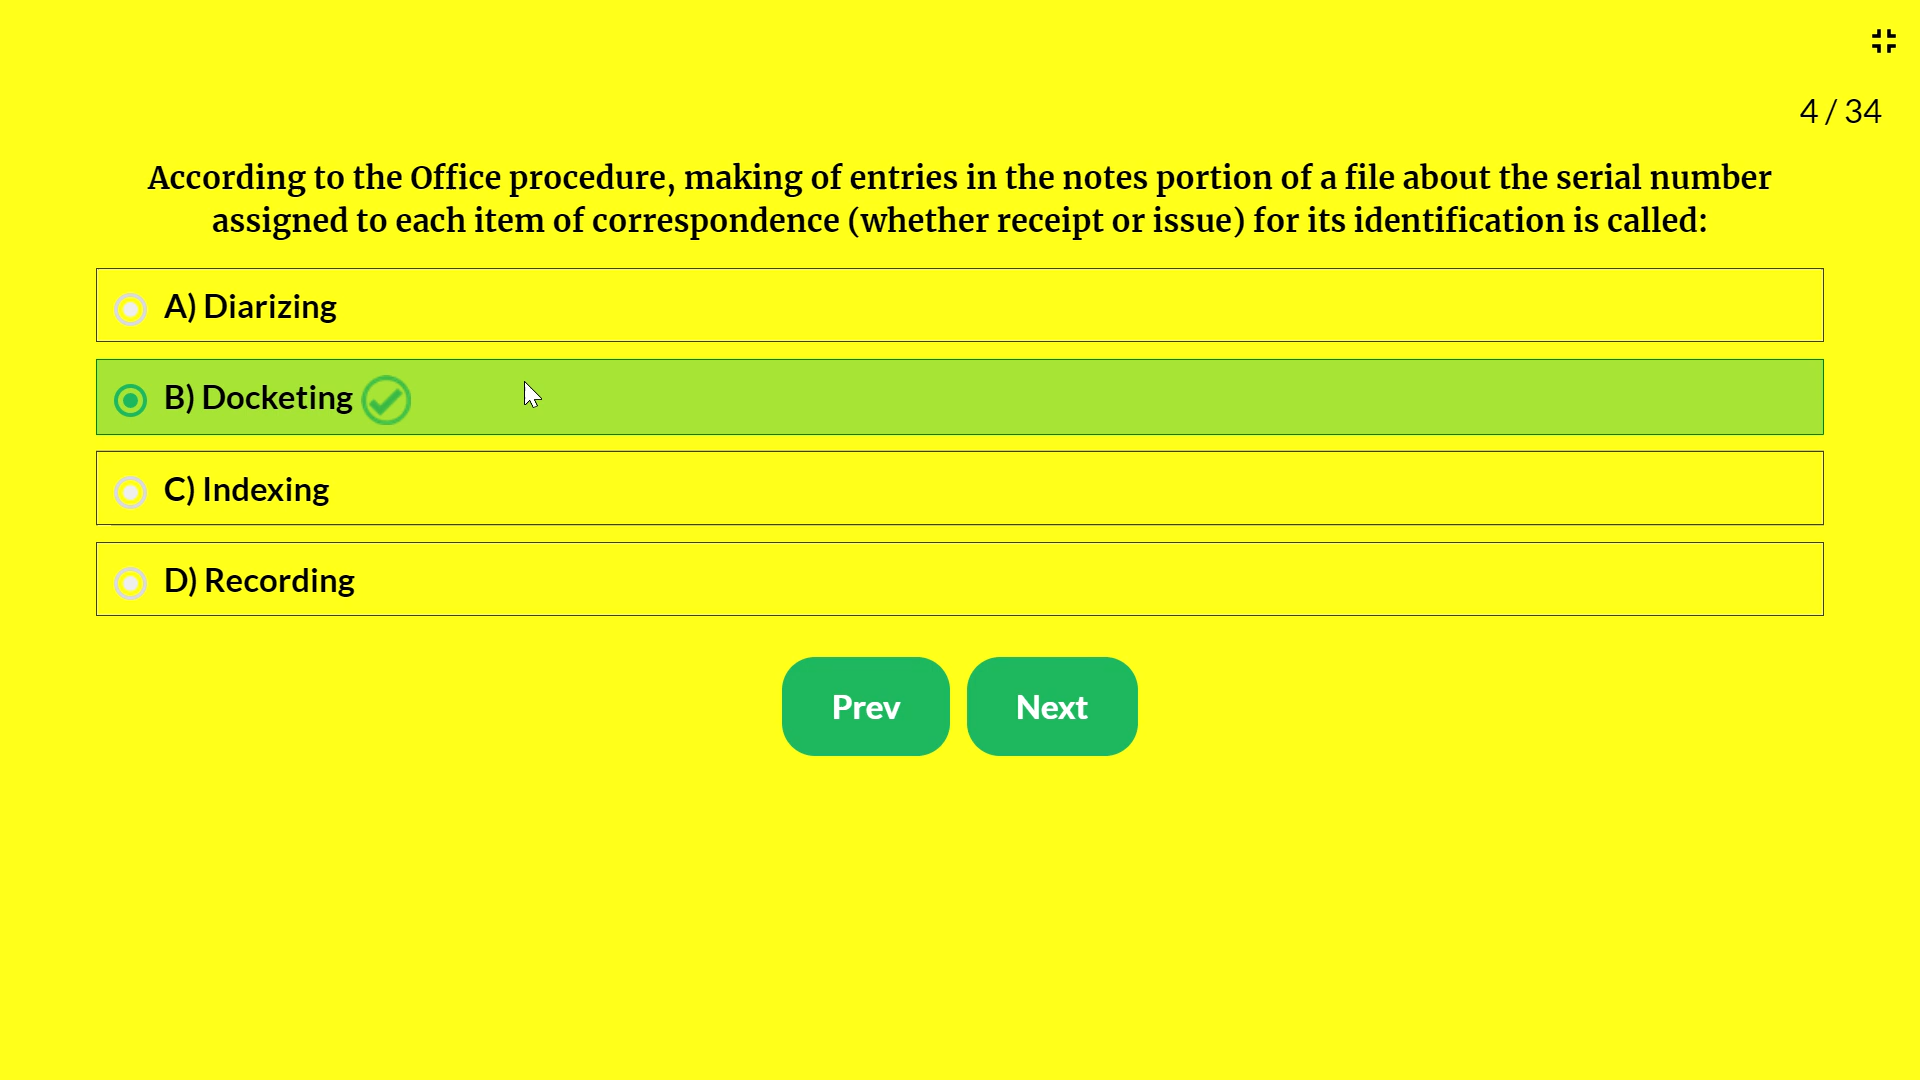 4 / 34
According to the Office procedure, making of entries in the notes portion of a file about the serial number
assigned to each item of correspondence (whether receipt or issue) for its identification is called:
A) Diarizing
B) Docketing
C) Indexing
D) Recording
Prev Next